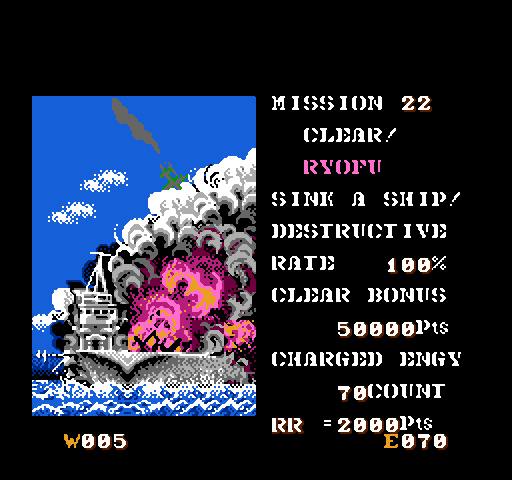 MISSION 22
CLEAR!
RYOFU
SINK A SHIP!
DESTRUCTIVE
RATE 100%
CLEAR BONUS
50000Pts
CHARGED ENGY
70COUNT
RR =2000Pts
W005 E070